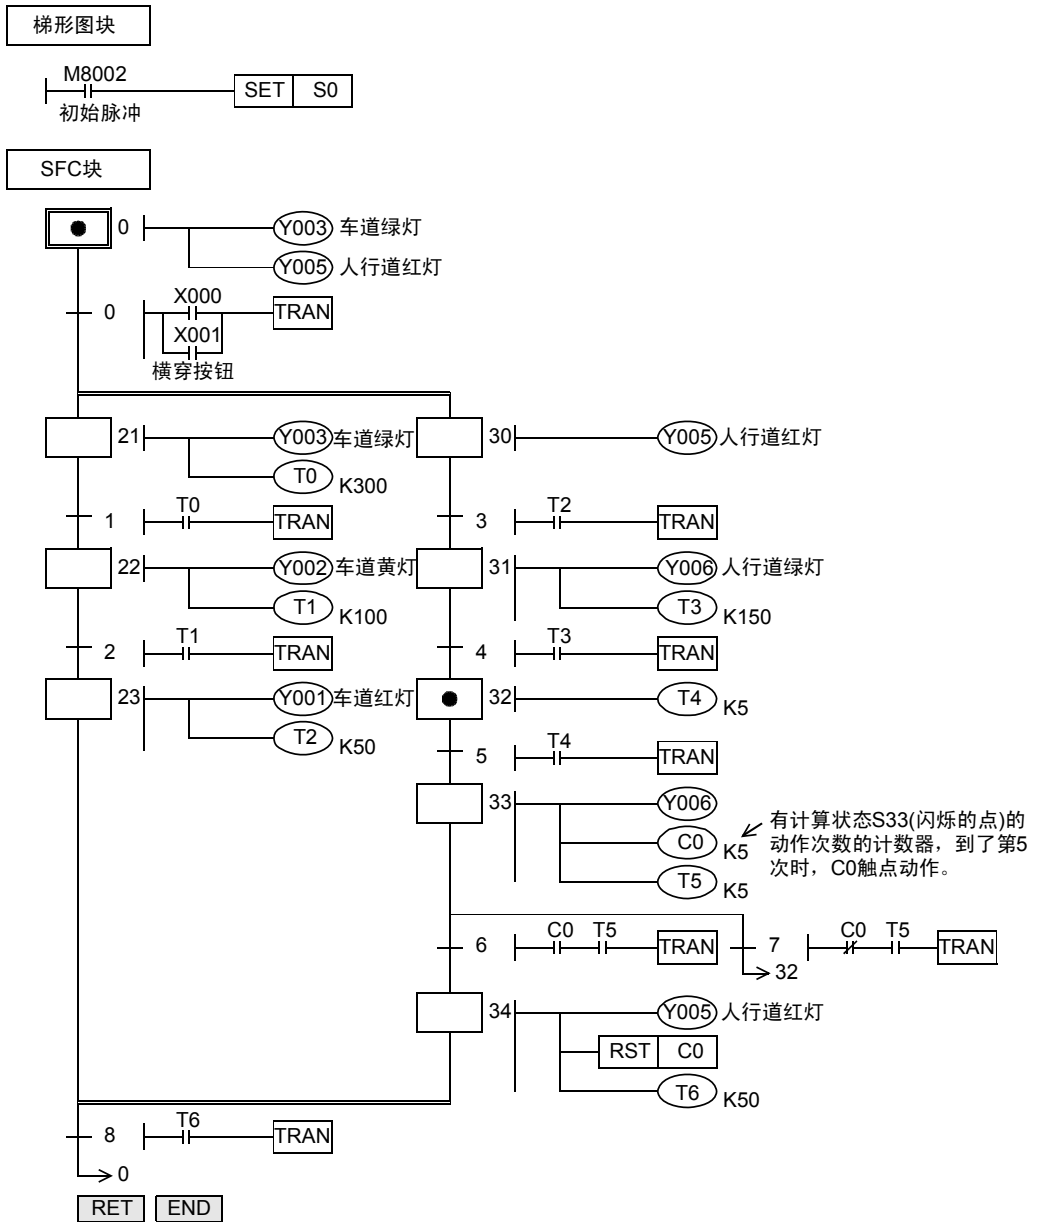 梯形图块
M8002
SET S0
初始脉冲
SFC块
0 Y003 车道绿灯
Y005 人行道红灯
0 X000 TRAN
X001
横穿按钮
21 Y003 车道绿灯 30 Y005 人行道红灯
T0 K300
1 T0 TRAN 3 T2 TRAN
22 Y002 车道黄灯 31 Y006 人行道绿灯
T1 K100 T3 K150
2 T1 TRAN 4 T3 TRAN
23 Y001 车道红灯 32 T4 K5
T2 K50
5 T4 TRAN
33 Y006
C0 K5
T5 K5
有计算状态S33(闪烁的点)的
动作次数的计数器，到了第5
次时，C0触点动作。
6 C0 T5 TRAN 7 C0 T5 TRAN
32
34 Y005 人行道红灯
RST C0
T6 K50
8 T6 TRAN
0
RET END